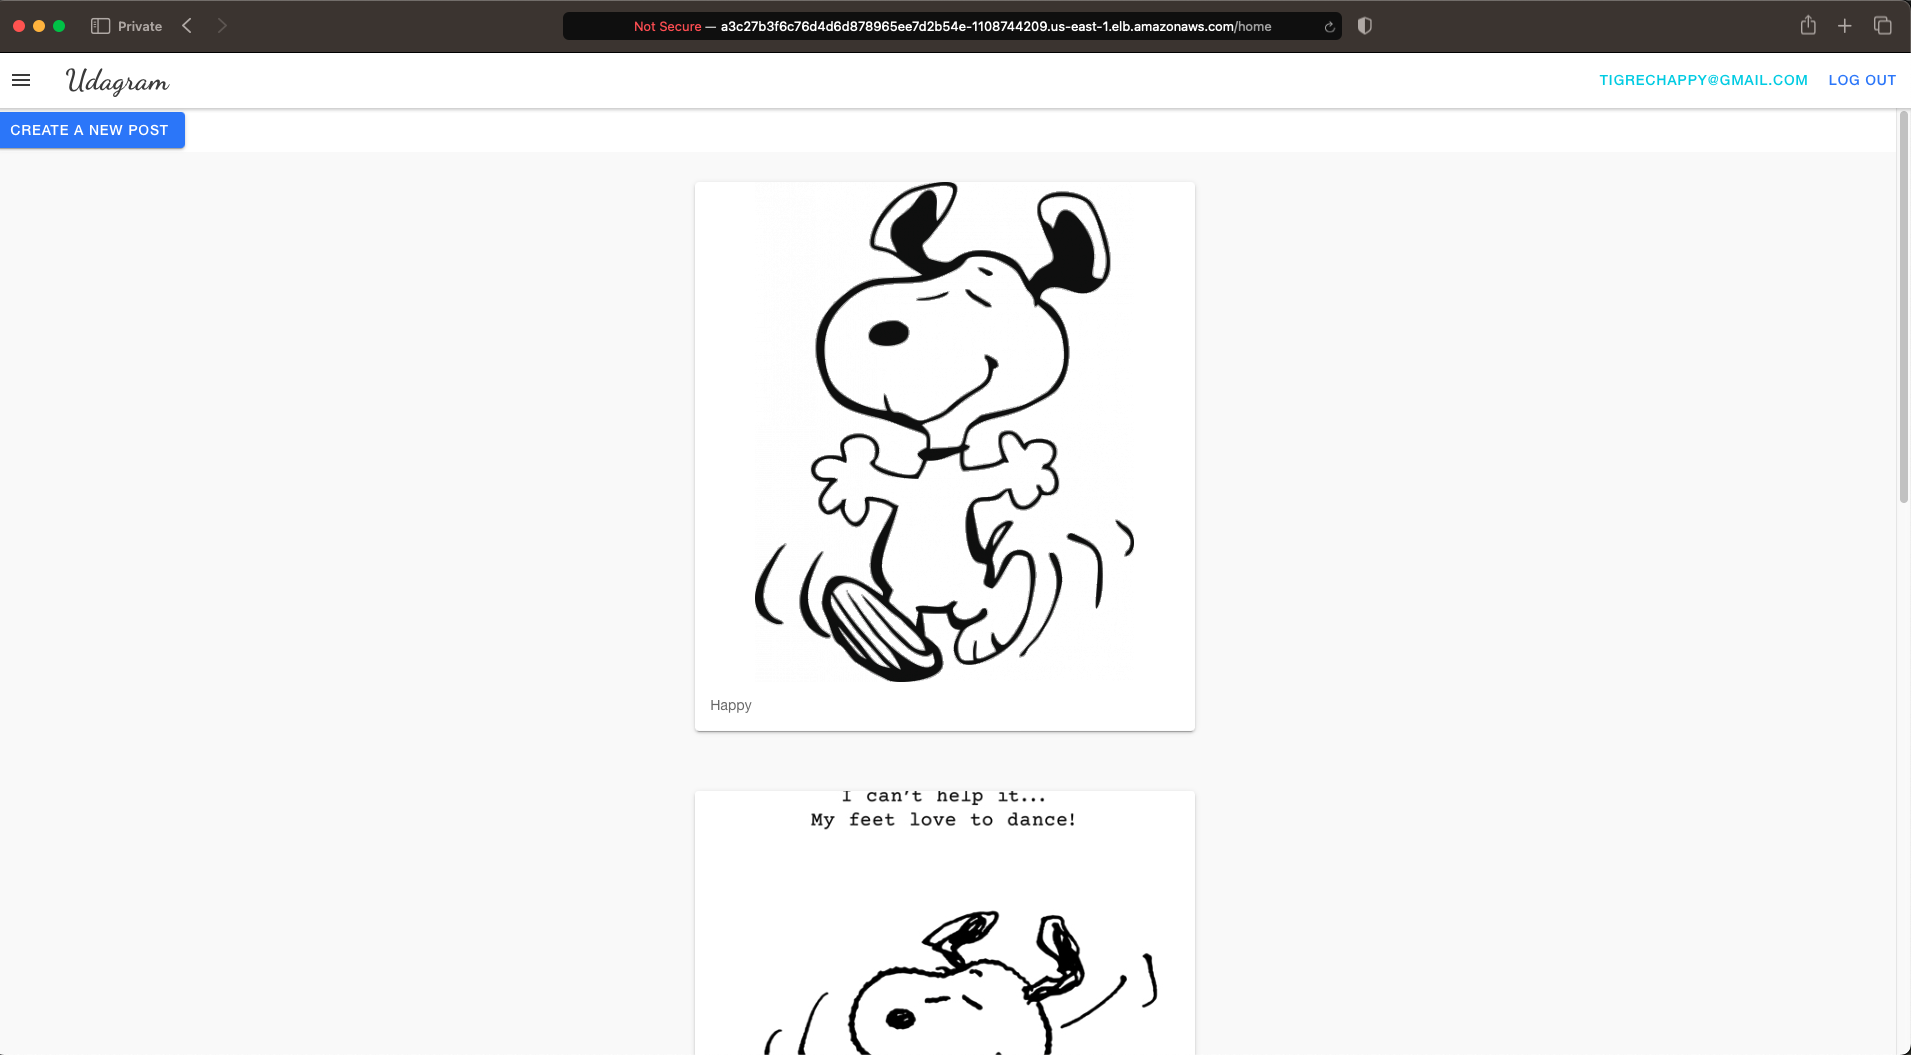 Private
Not Secure — a3c27b3f6c76d4d6d878965ee7d2b54e-1108744209.us-east-1.elb.amazonaws.com/home
Udagram
TIGRECHAPPY@GMAIL.COM LOG OUT
CREATE A NEW POST
Happy
I can't help it...
My feet love to dance!